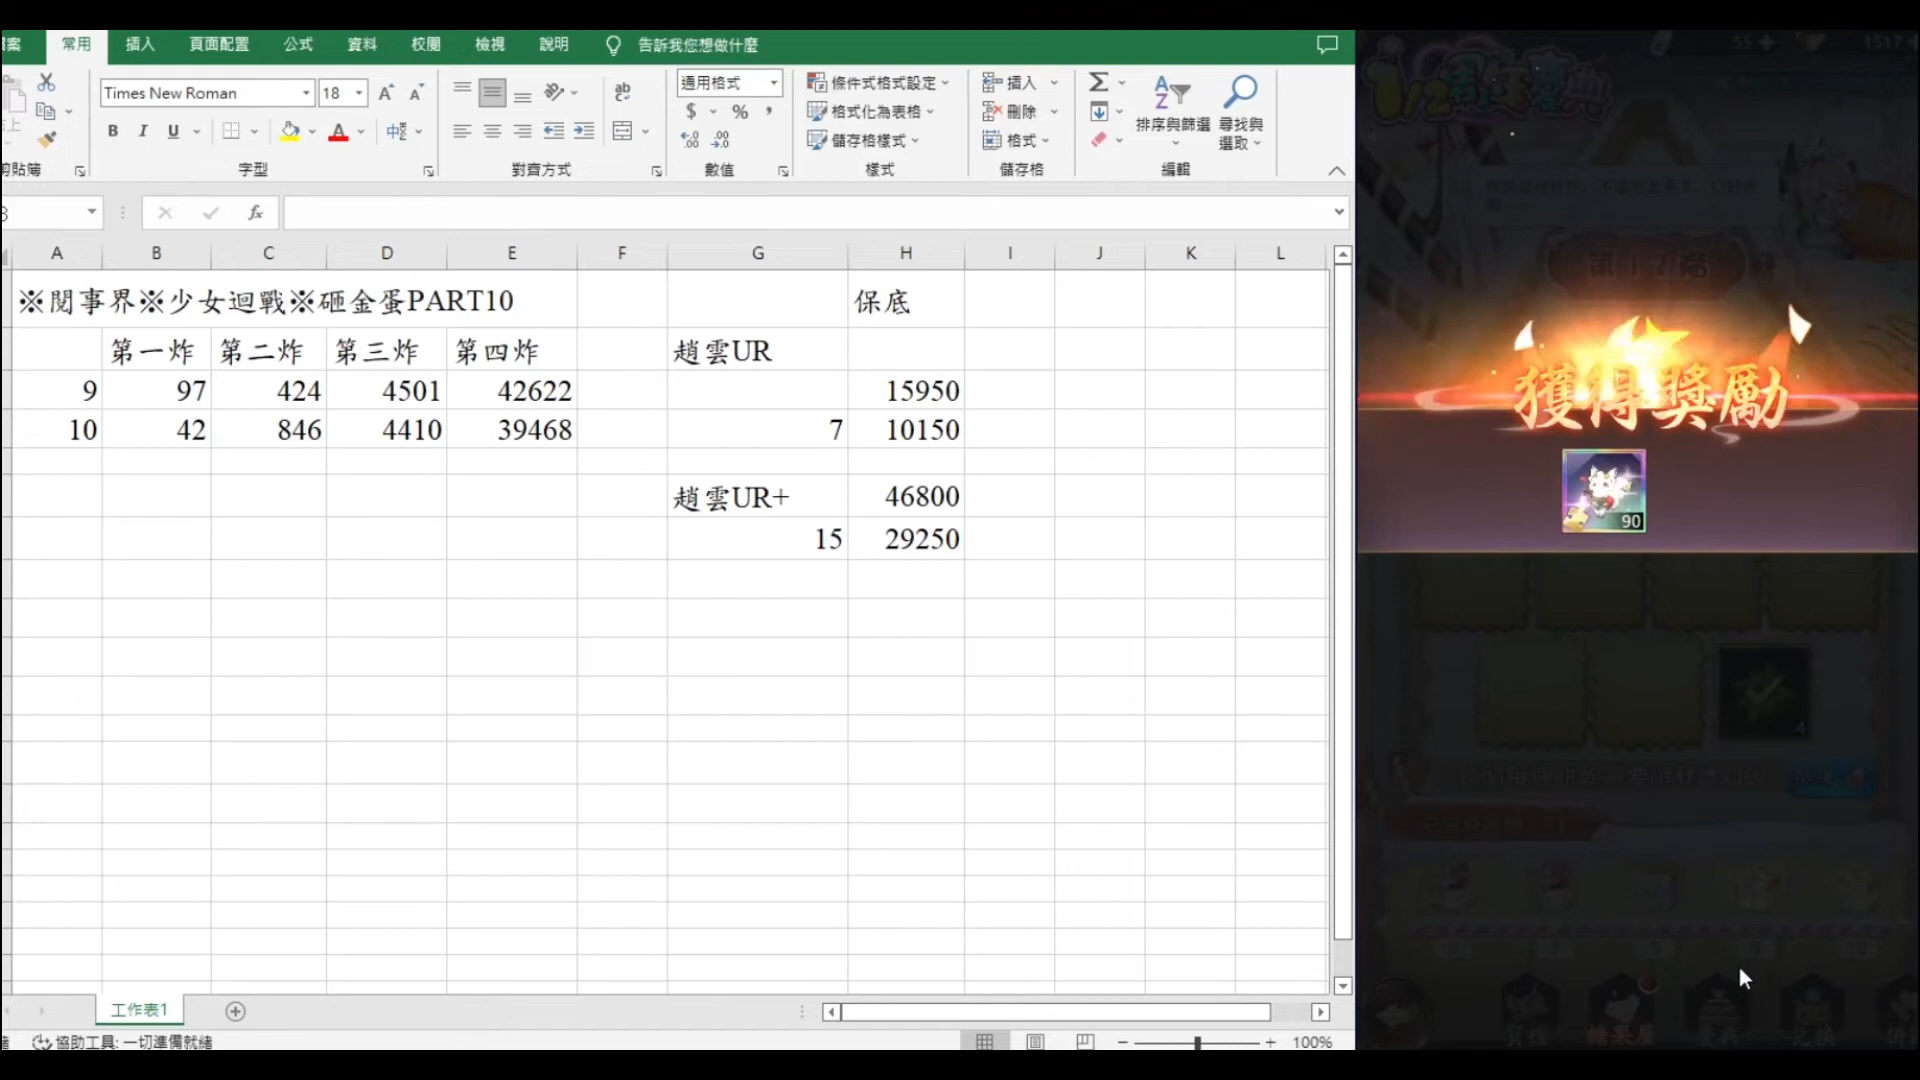 常用 插入 頁面配置 公式 資料 校閱 檢視 說明 告訴我您想做什麼
Times New Roman 18 通用格式 條件式格式設定 插入
格式化為表格 刪除 排序與篩選 尋找與
儲存格樣式 格式 選取
剪貼簿 字型 對齊方式 數值 樣式 儲存格 編輯
fx
A B C D E F G H I J K L
※閱事界※少女迴戰※砸金蛋PART10 保底
第一炸 第二炸 第三炸 第四炸 趙雲UR
9 97 424 4501 42622 15950
10 42 846 4410 39468 7 10150
趙雲UR+ 46800
15 29250
工作表1
協助工具: 一切準備就緒 100%
獲得獎勵
90